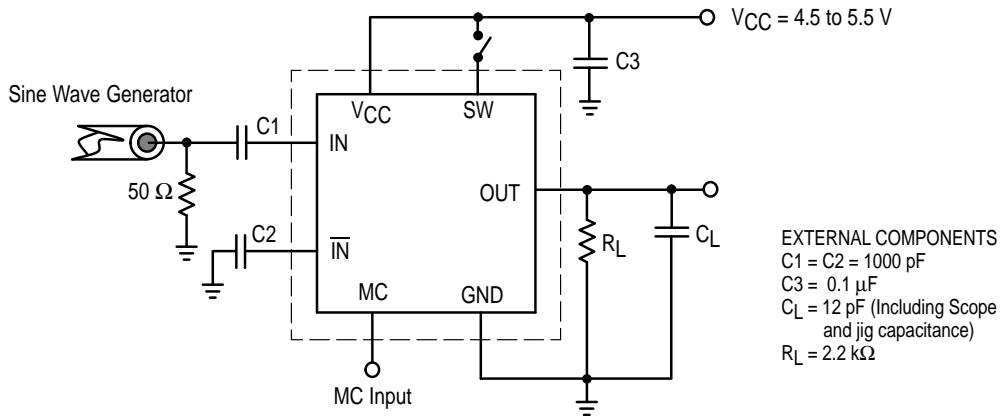 VCC = 4.5 to 5.5 V
C3
Sine Wave Generator
VCC
SW
C1
IN
50 Ω
OUT
C2
IN
RL
CL
MC
GND
MC Input
EXTERNAL COMPONENTS
C1 = C2 = 1000 pF
C3 = 0.1 μF
CL = 12 pF (Including Scope
and jig capacitance)
RL = 2.2 kΩ